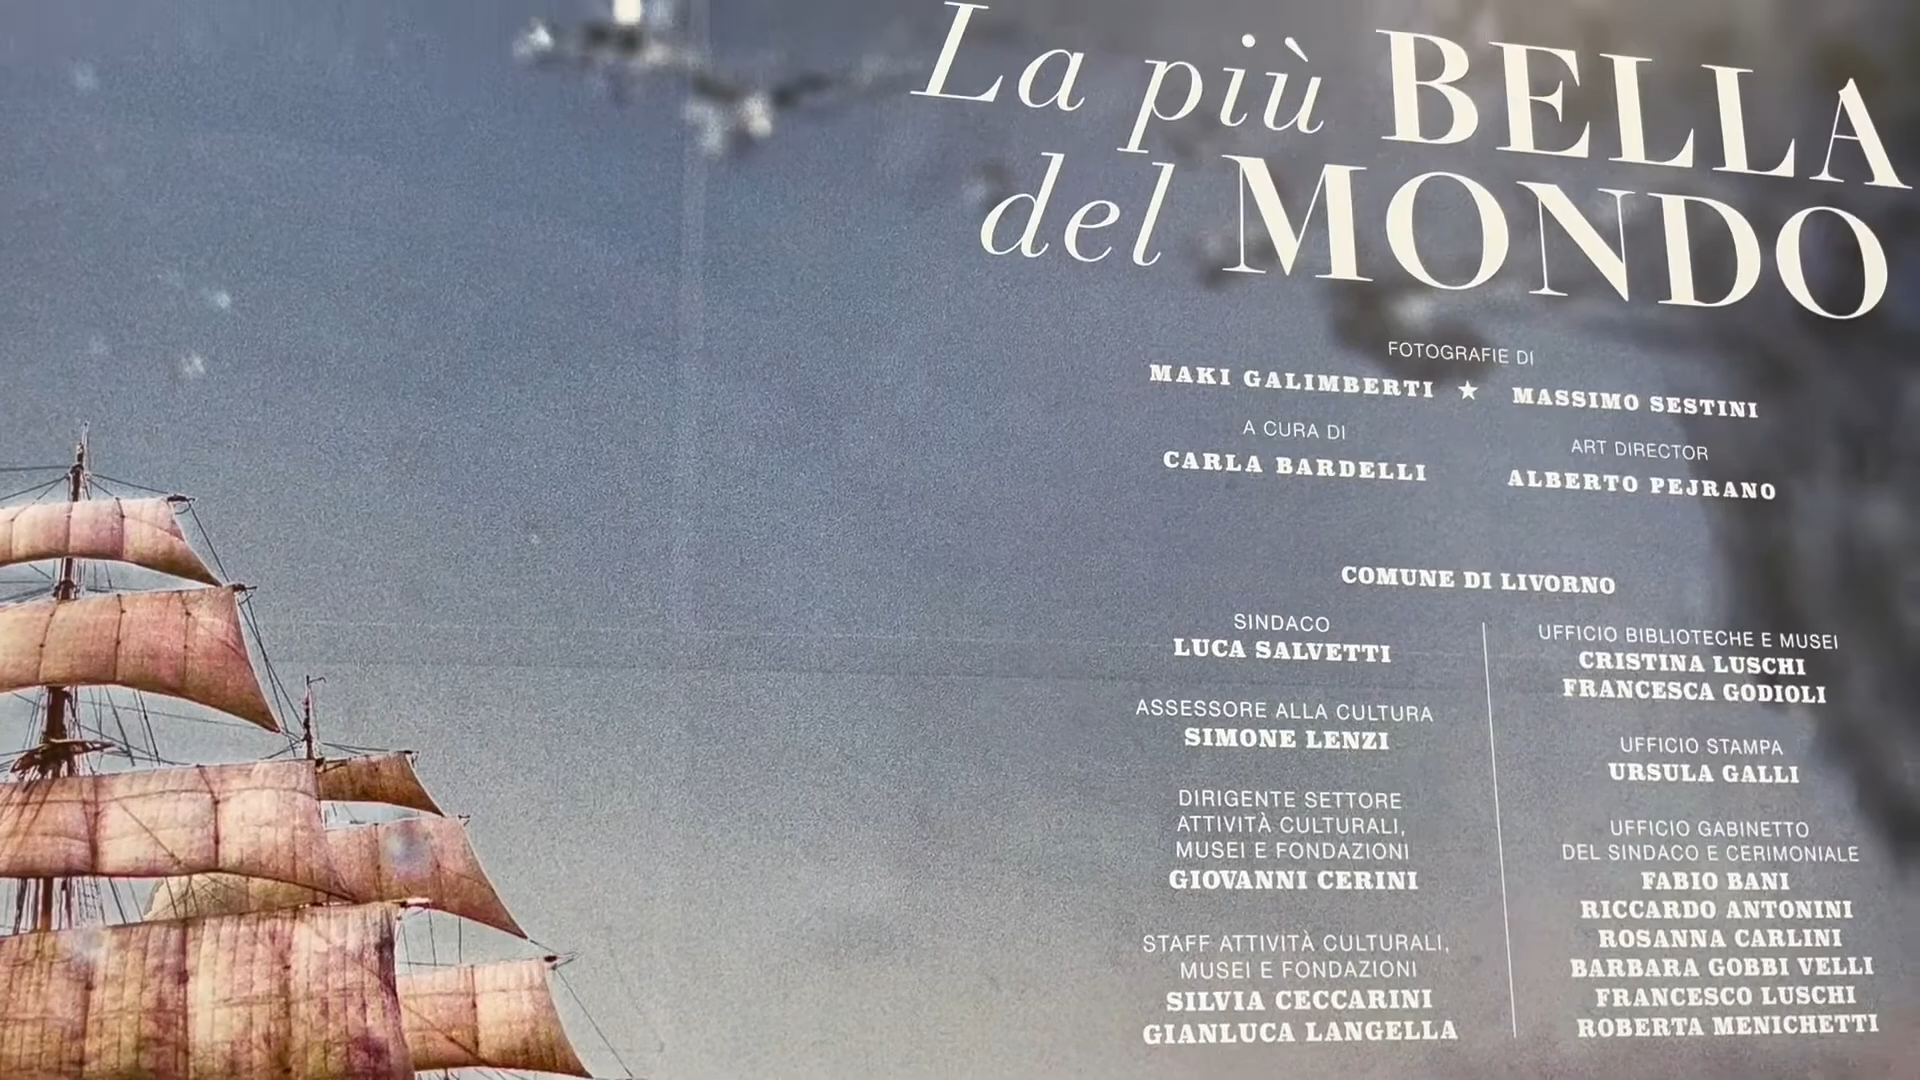 La più BELLA
del MONDO
FOTOGRAFIE DI
MAKI GALIMBERTI ★ MASSIMO SESTINI
A CURA DI
CARLA BARDELLI
ART DIRECTOR
ALBERTO PEJRANO
COMUNE DI LIVORNO
SINDACO
LUCA SALVETTI
ASSESSORE ALLA CULTURA
SIMONE LENZI
DIRIGENTE SETTORE
ATTIVITÀ CULTURALI,
MUSEI E FONDAZIONI
GIOVANNI CERINI
STAFF ATTIVITÀ CULTURALI,
MUSEI E FONDAZIONI
SILVIA CECCARINI
GIANLUCA LANGELLA
UFFICIO BIBLIOTECHE E MUSEI
CRISTINA LUSCHI
FRANCESCA GODIOLI
UFFICIO STAMPA
URSULA GALLI
UFFICIO GABINETTO
DEL SINDACO E CERIMONIALE
FABIO BANI
RICCARDO ANTONINI
ROSANNA CARLINI
BARBARA GOBBI VELLI
FRANCESCO LUSCHI
ROBERTA MENICHETTI